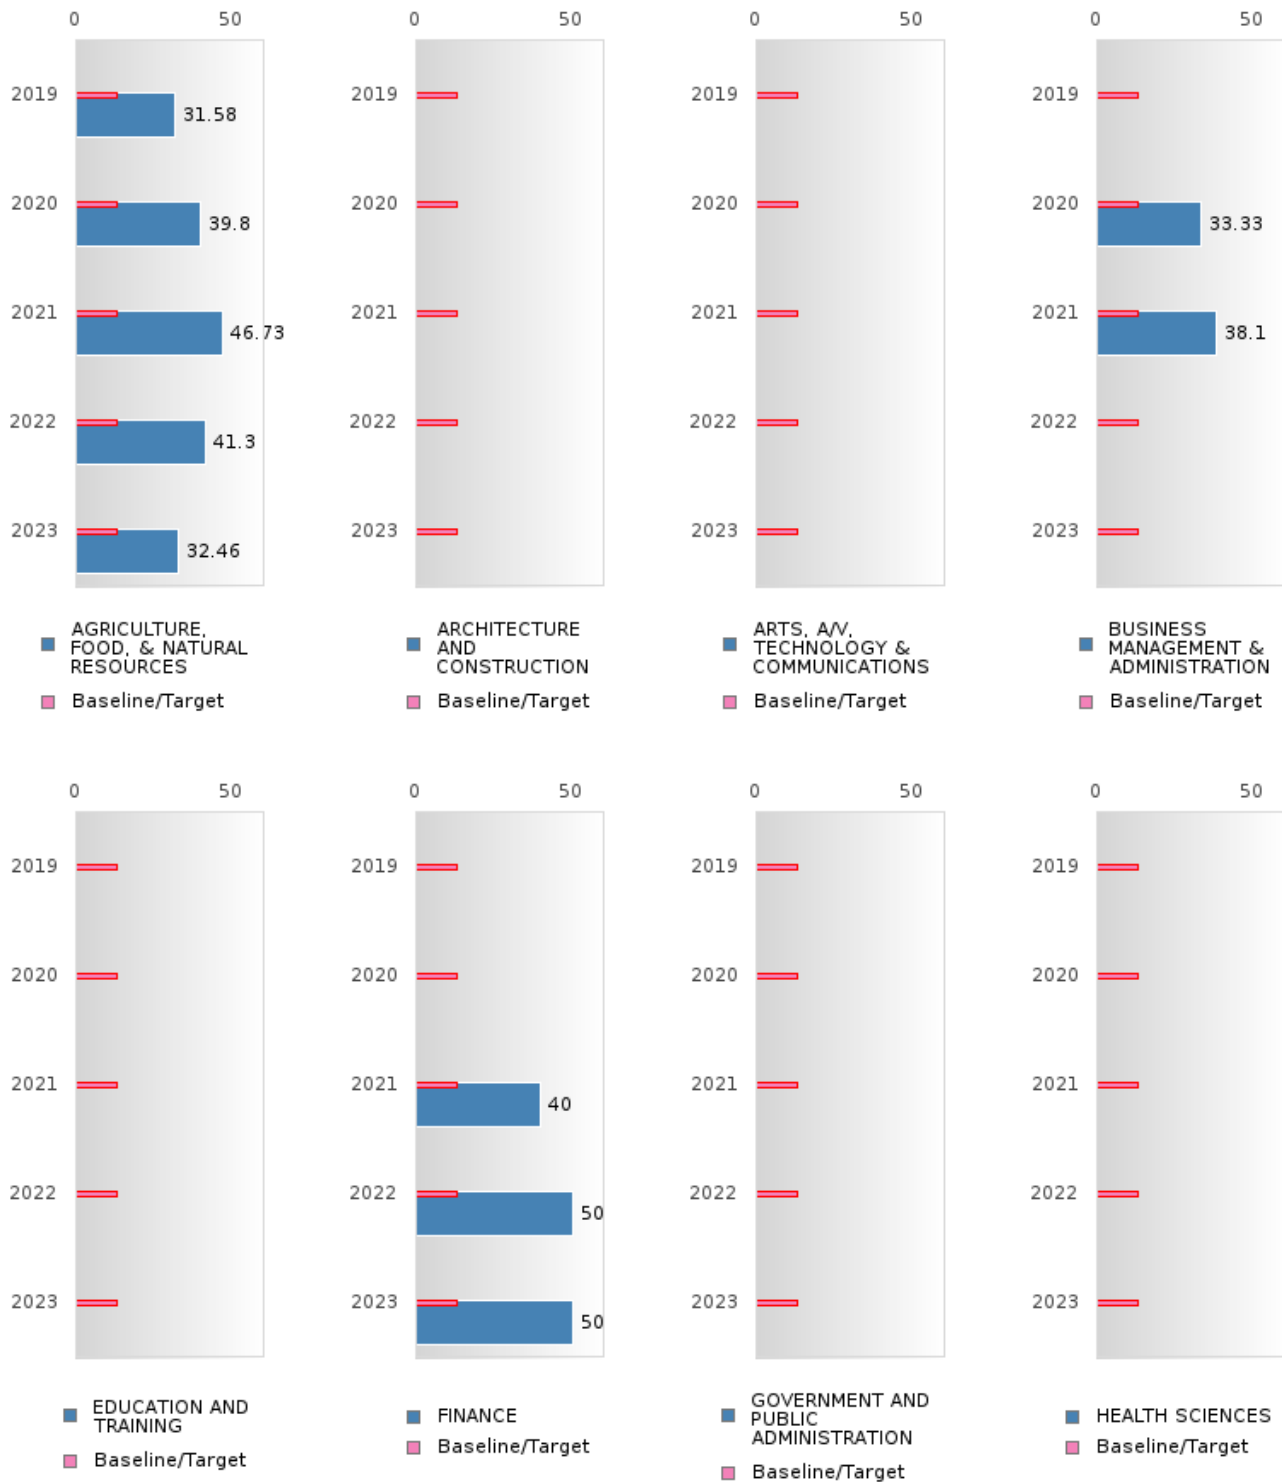 0 50 0 50 0 50 0 50
2019 31.58 2019 2019 2019
2020 39.8 2020 2020 2020 33.33
2021 46.73 2021 2021 2021 38.1
2022 41.3 2022 2022 2022
2023 32.46 2023 2023 2023
AGRICULTURE,
FOOD, & NATURAL
RESOURCES
Baseline/Target
ARCHITECTURE
AND
CONSTRUCTION
Baseline/Target
ARTS, A/V,
TECHNOLOGY &
COMMUNICATIONS
Baseline/Target
BUSINESS
MANAGEMENT &
ADMINISTRATION
Baseline/Target
0 50 0 50 0 50 0 50
2019 2019 2019 2019
2020 2020 2020 2020
2021 2021 40 2021 2021
2022 2022 50 2022 2022
2023 2023 50 2023 2023
EDUCATION AND
TRAINING
Baseline/Target
FINANCE
Baseline/Target
GOVERNMENT AND
PUBLIC
ADMINISTRATION
Baseline/Target
HEALTH SCIENCES
Baseline/Target